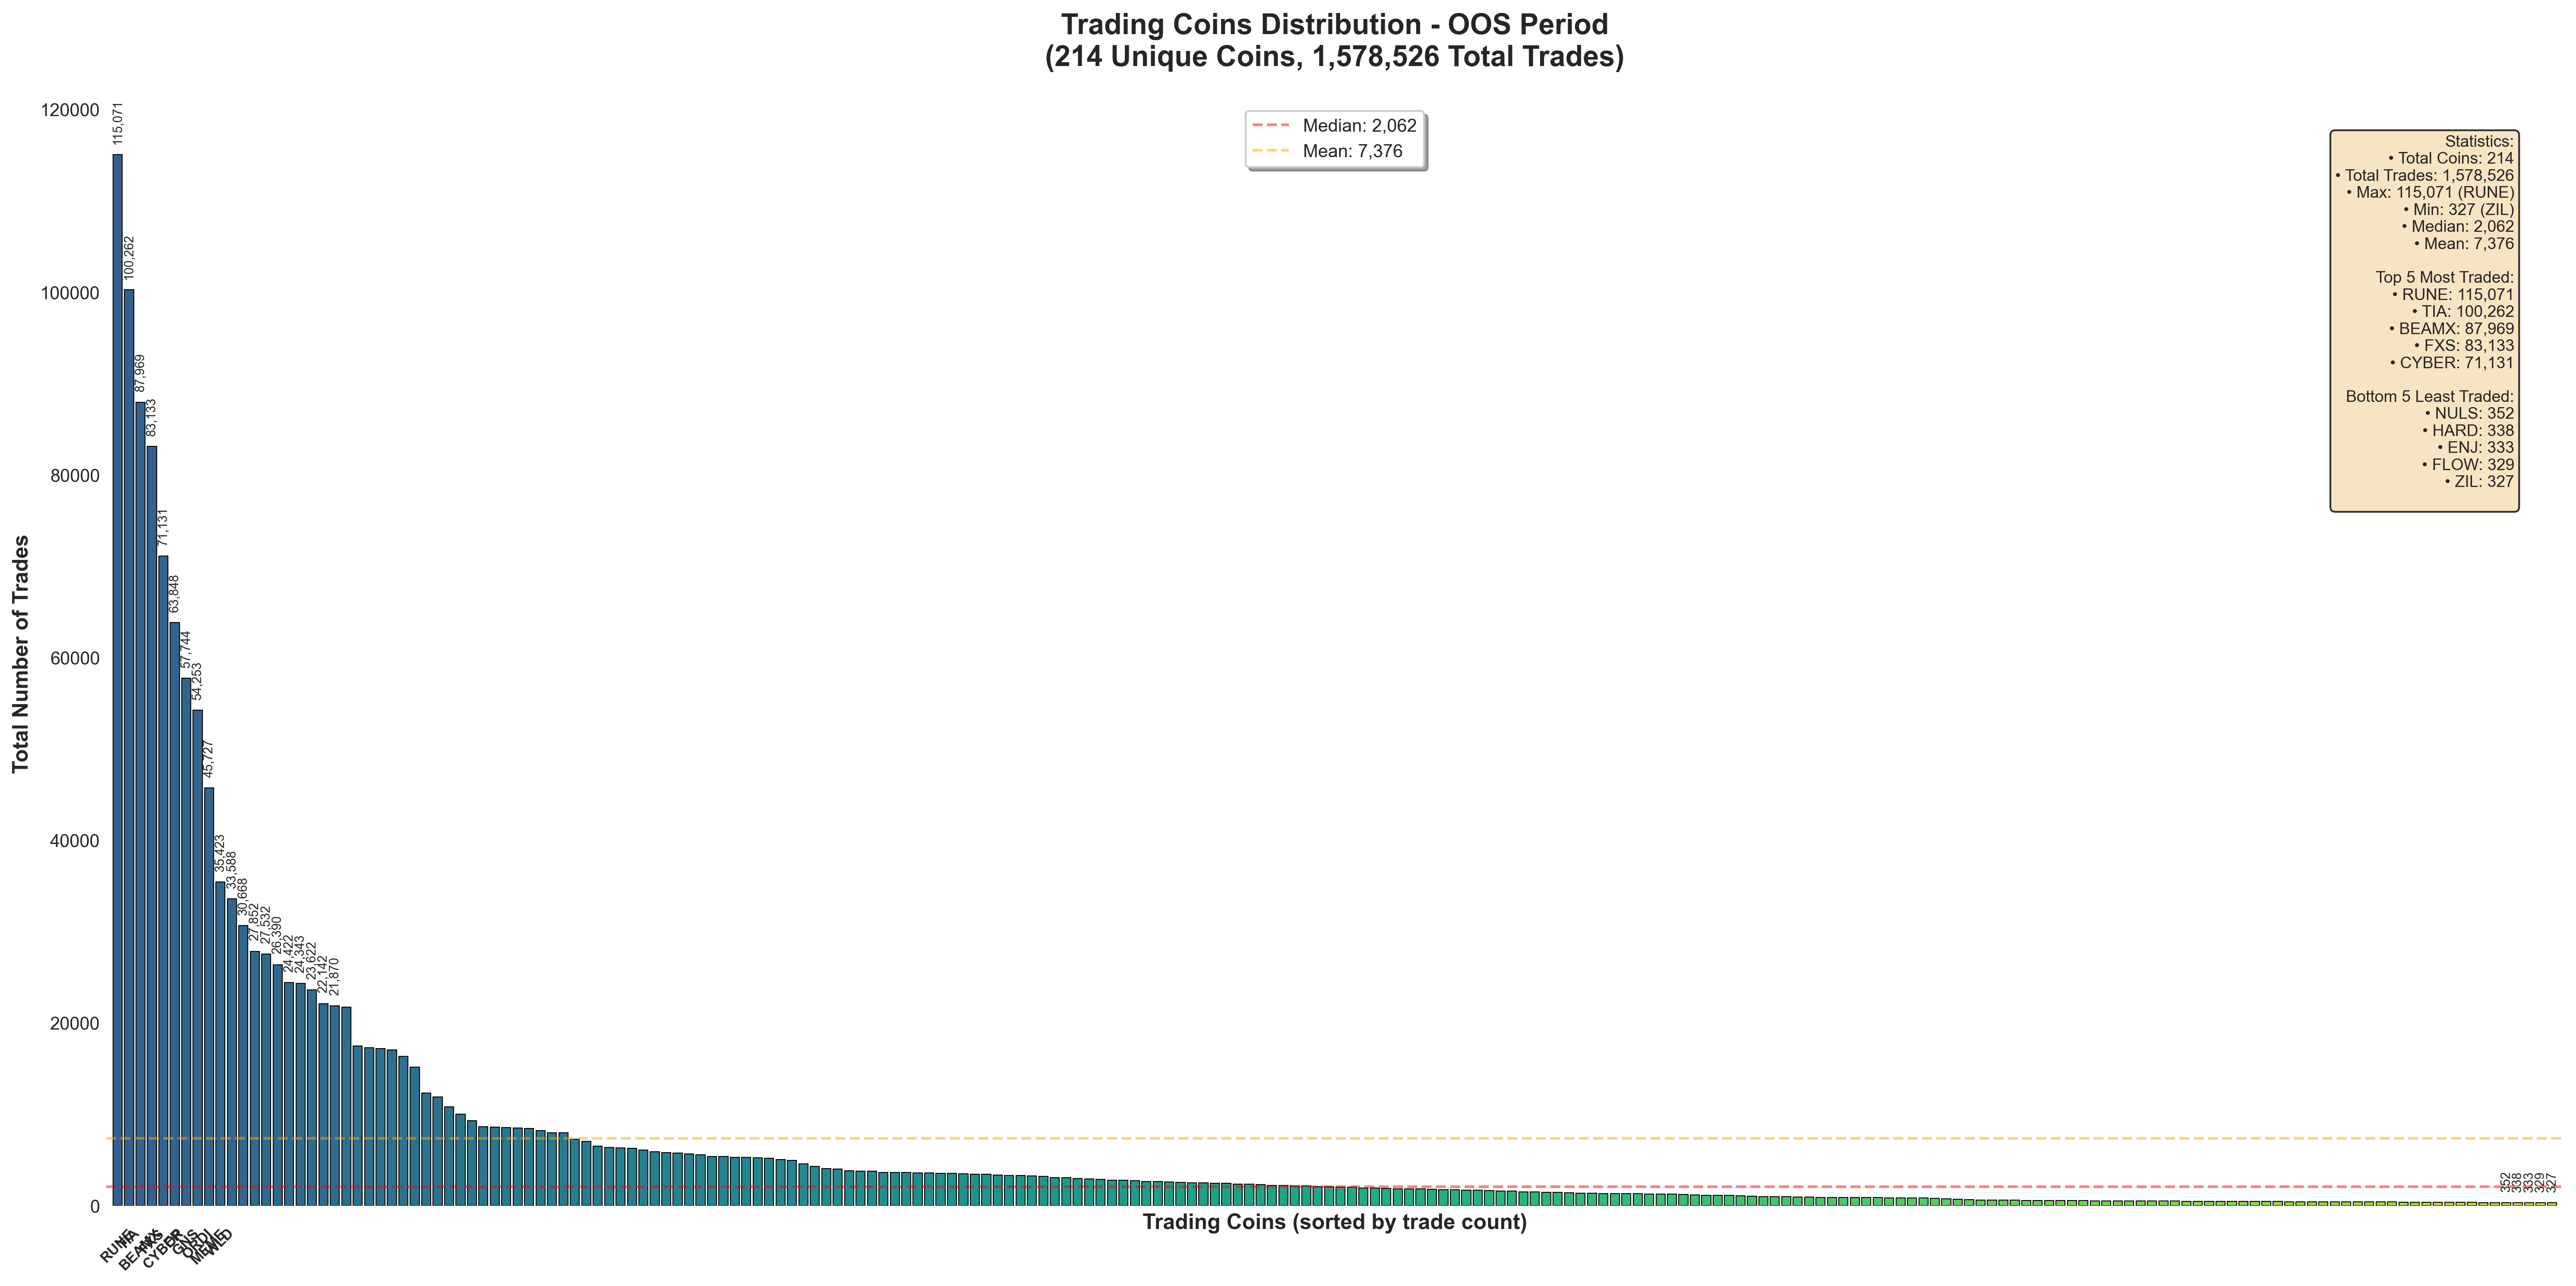 Trading Coins Distribution - OOS Period
(214 Unique Coins, 1,578,526 Total Trades)
Median: 2,062
Mean: 7,376
Statistics:
• Total Coins: 214
• Total Trades: 1,578,526
• Max: 115,071 (RUNE)
• Min: 327 (ZIL)
• Median: 2,062
• Mean: 7,376
Top 5 Most Traded:
• RUNE: 115,071
• TIA: 100,262
• BEAMX: 87,969
• FXS: 83,133
• CYBER: 71,131
Bottom 5 Least Traded:
• NULS: 352
• HARD: 338
• ENJ: 333
• FLOW: 329
• ZIL: 327
Total Number of Trades
120000
100000
80000
60000
40000
20000
0
115,071
100,262
87,969
83,133
71,131
63,848
57,744
54,253
45,727
35,423
33,588
30,668
27,852
27,532
26,390
24,422
24,343
23,622
22,142
21,870
352
338
333
329
327
RUNE
TIA
BEAMX
FXS
CYBER
GNS
ORDI
MEME
WLD
Trading Coins (sorted by trade count)